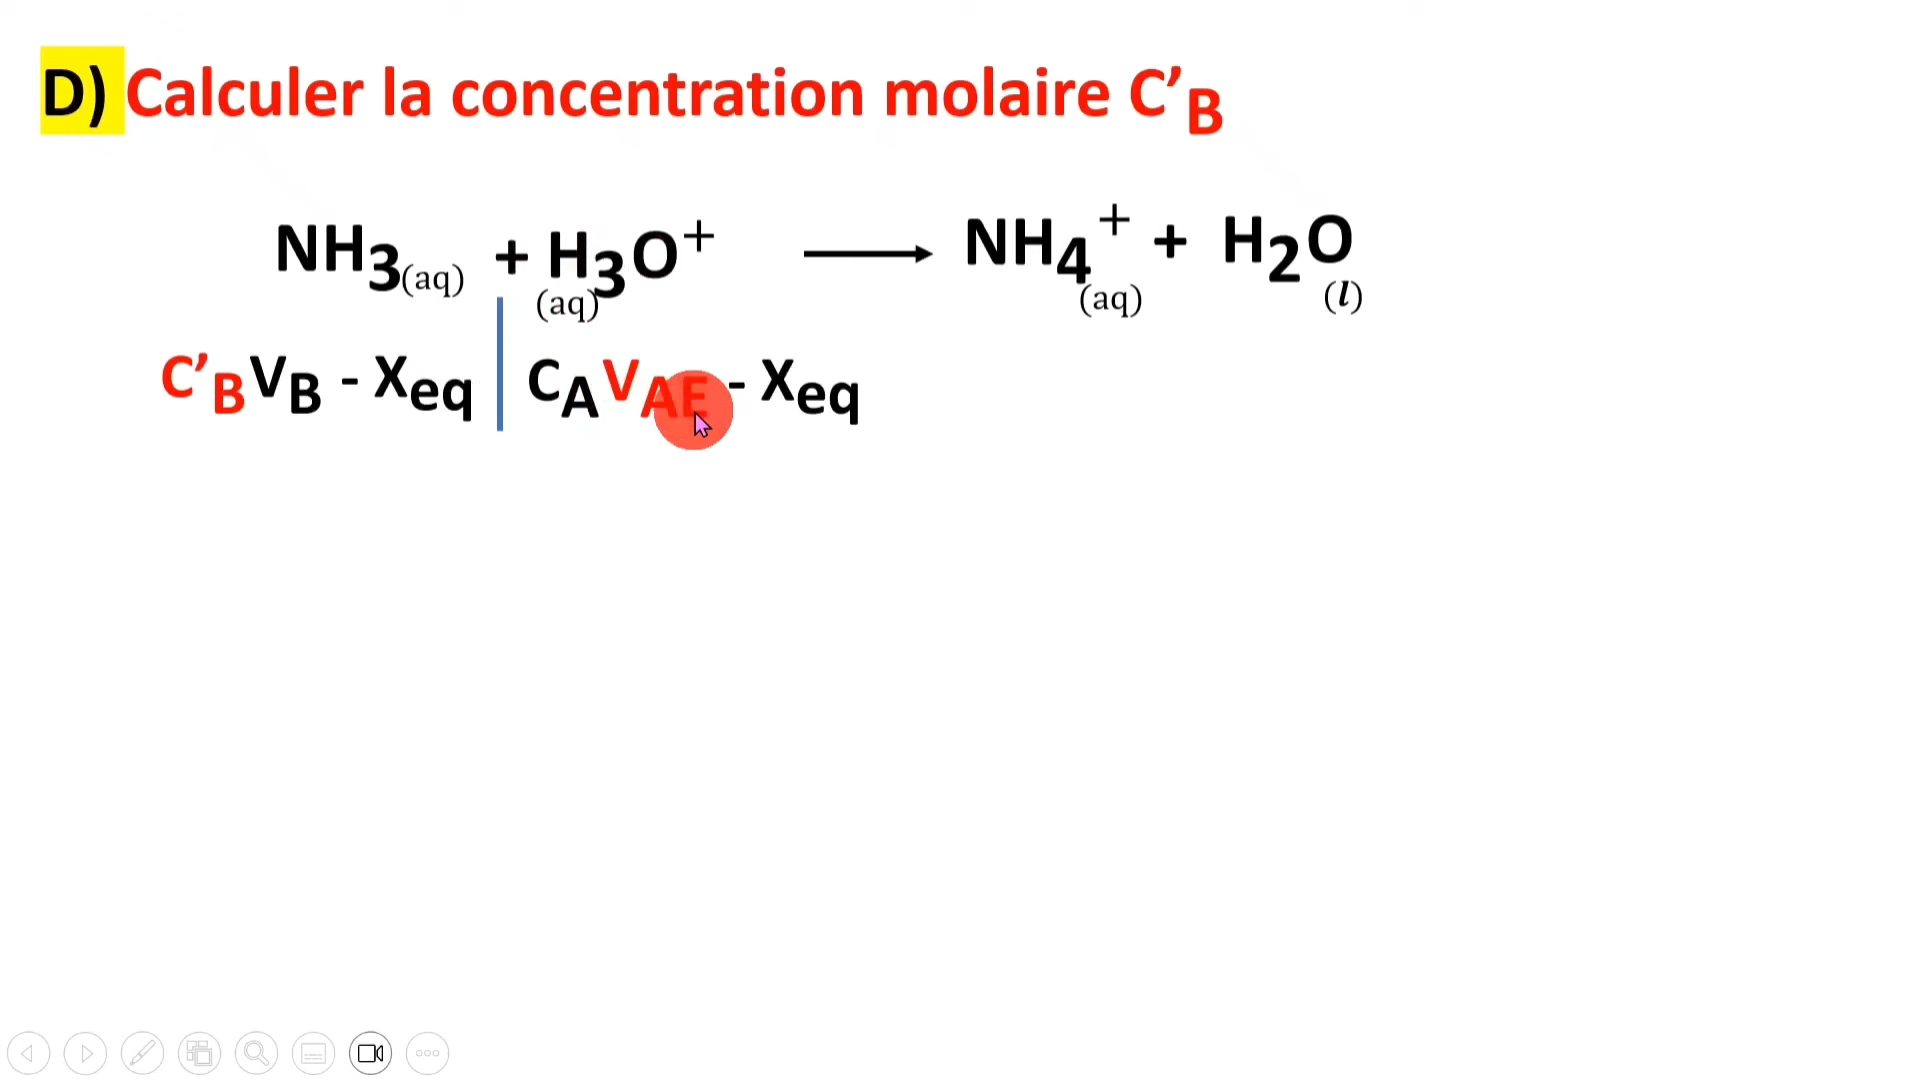 D) Calculer la concentration molaire C’B
NH3(aq) + H3O+(aq) ⟶ NH4+(aq) + H2O(l)
C’BVB - Xeq | CAVAE - Xeq